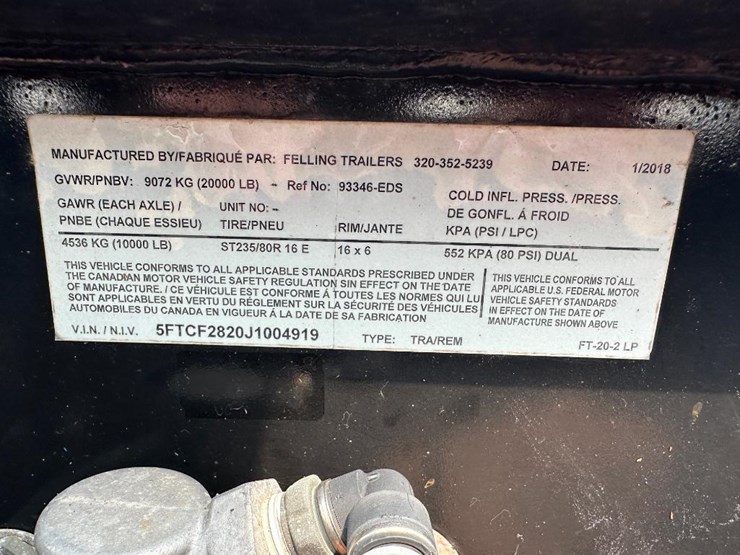 MANUFACTURED BY/FABRIQUÉ PAR: FELLING TRAILERS 320-352-5239 DATE: 1/2018
GVWR/PNBV: 9072 KG (20000 LB) - Ref No: 93346-EDS
GAWR (EACH AXLE) / UNIT NO: -
PNBE (CHAQUE ESSIEU) TIRE/PNEU RIM/JANTE
COLD INFL. PRESS. /PRESS.
DE GONFL. Á FROID
KPA (PSI / LPC)
4536 KG (10000 LB) ST235/80R 16 E 16 x 6 552 KPA (80 PSI) DUAL
THIS VEHICLE CONFORMS TO ALL APPLICABLE STANDARDS PRESCRIBED UNDER
THE CANADIAN MOTOR VEHICLE SAFETY REGULATION SIN EFFECT ON THE DATE
OF MANUFACTURE. / CE VÉHICULE EST CONFORME Á TOUTES LES NORMES QUI LU
SONT APPLICABLES EN VERTU DU RÉGLEMENT SUR LA SÉCURITÉ DES VÉHICULES
AUTOMOBILES DU CANADA EN VIGUEUR Á LA DATE DE SA FABRICATION
THIS VEHICLE CONFORMS TO ALL
APPLICABLE U.S. FEDERAL MOTOR
VEHICLE SAFETY STANDARDS
IN EFFECT ON THE DATE OF
MANUFACTURE SHOWN ABOVE
V.I.N. / N.I.V. 5FTCF2820J1004919 TYPE: TRA/REM FT-20-2 LP